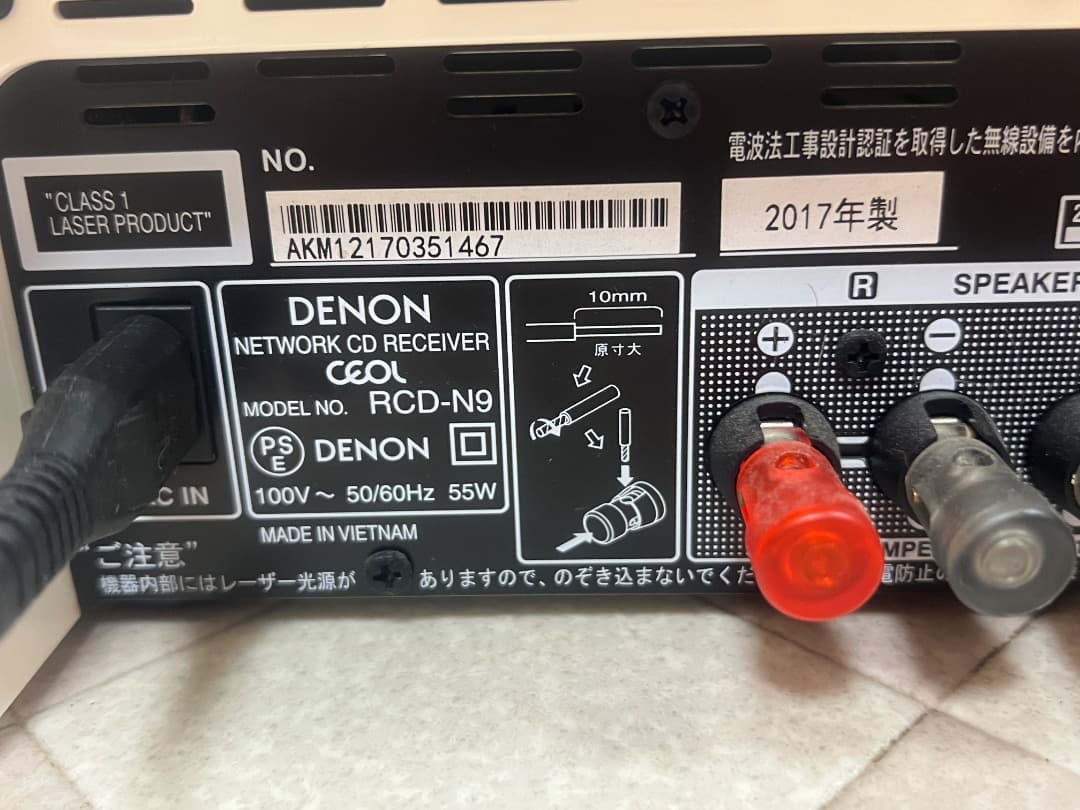 NO.
電波法工事設計認証を取得した無線設備を
"CLASS 1
LASER PRODUCT"
AKM12170351467
2017年製
R
SPEAKER
DENON
NETWORK CD RECEIVER
CEOL
MODEL NO. RCD-N9
PS
E
DENON
100V～ 50/60Hz 55W
10mm
原寸大
+
−
C IN
MADE IN VIETNAM
"ご注意"
機器内部にはレーザー光源が ありますので、のぞき込まないでくだ